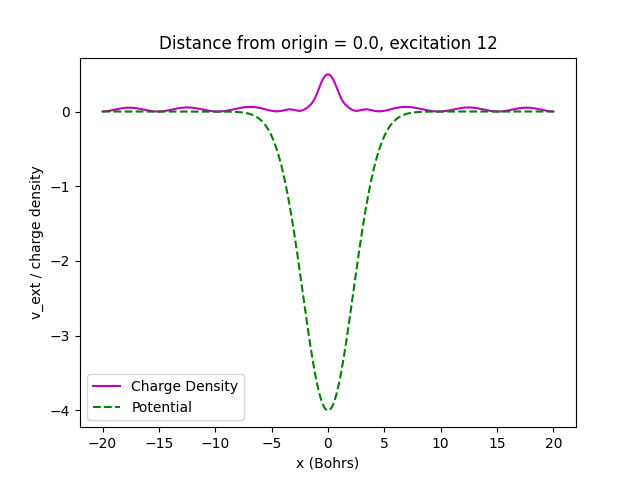 Distance from origin = 0.0, excitation 12
v_ext / charge density
0
−1
−2
−3
−4
Charge Density
Potential
−20 −15 −10 −5 0 5 10 15 20
x (Bohrs)